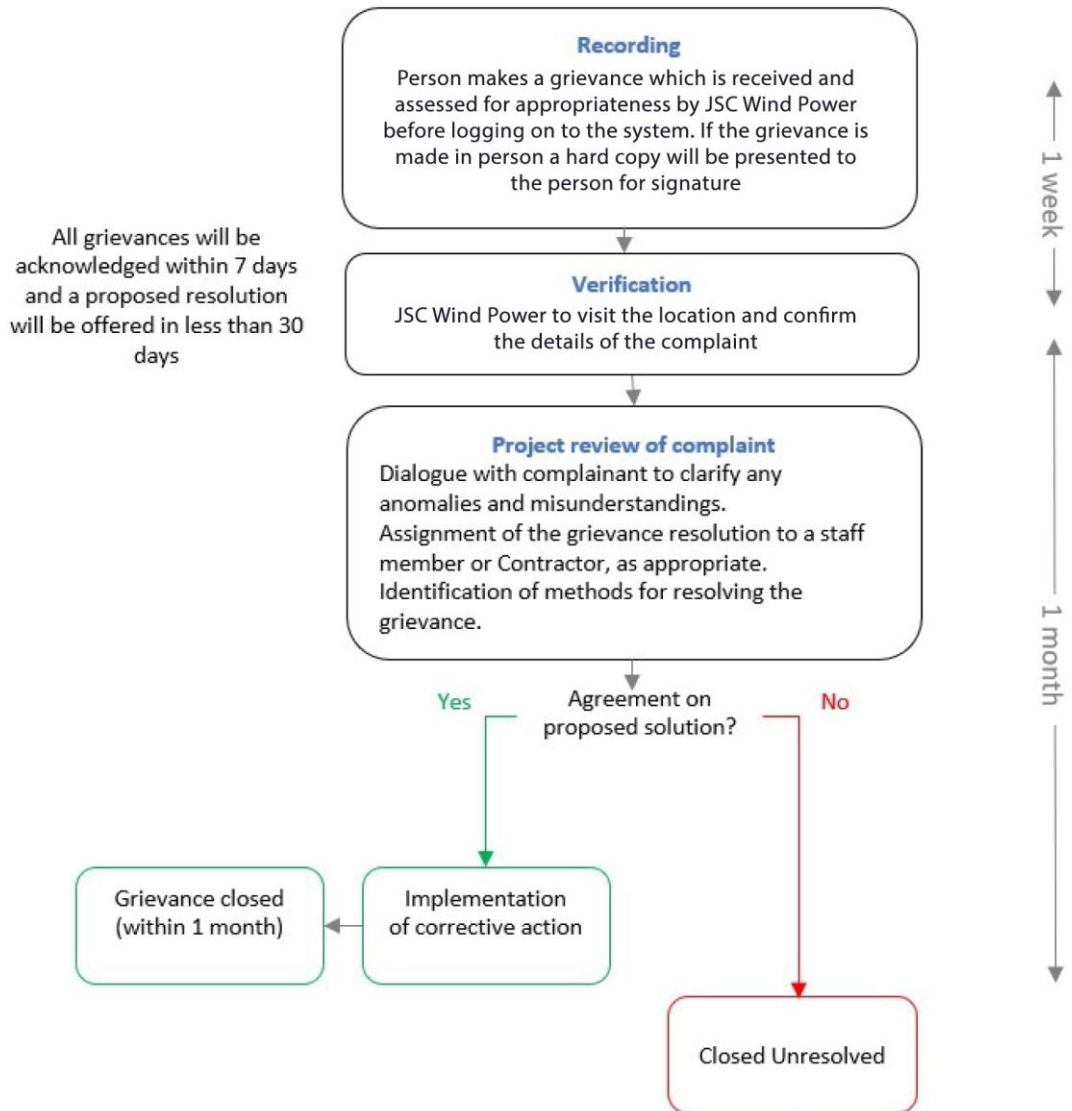 Recording
Person makes a grievance which is received and
assessed for appropriateness by JSC Wind Power
before logging on to the system. If the grievance is
made in person a hard copy will be presented to
the person for signature
1 week
All grievances will be
acknowledged within 7 days
and a proposed resolution
will be offered in less than 30
days
Verification
JSC Wind Power to visit the location and confirm
the details of the complaint
Project review of complaint
Dialogue with complainant to clarify any
anomalies and misunderstandings.
Assignment of the grievance resolution to a staff
member or Contractor, as appropriate.
Identification of methods for resolving the
grievance.
1 month
Yes
Agreement on
proposed solution?
No
Grievance closed
(within 1 month)
Implementation
of corrective action
Closed Unresolved